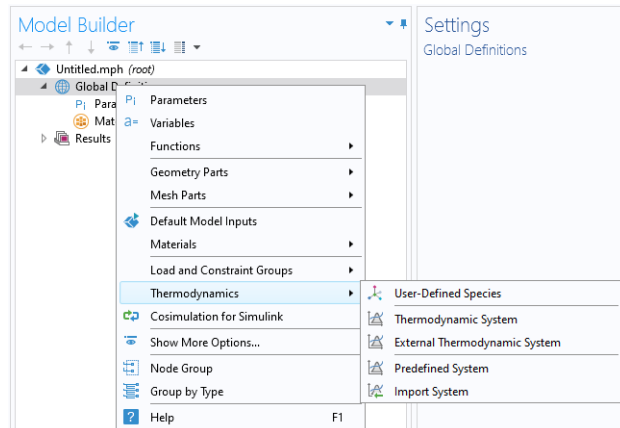 Model Builder
Untitled.mph (root)
Global
Pi Para
Mat
Results
Pi Parameters
a= Variables
Functions
Geometry Parts
Mesh Parts
Default Model Inputs
Materials
Load and Constraint Groups
Thermodynamics
Cosimulation for Simulink
Show More Options...
Node Group
Group by Type
? Help F1
User-Defined Species
Thermodynamic System
External Thermodynamic System
Predefined System
Import System
Settings
Global Definitions